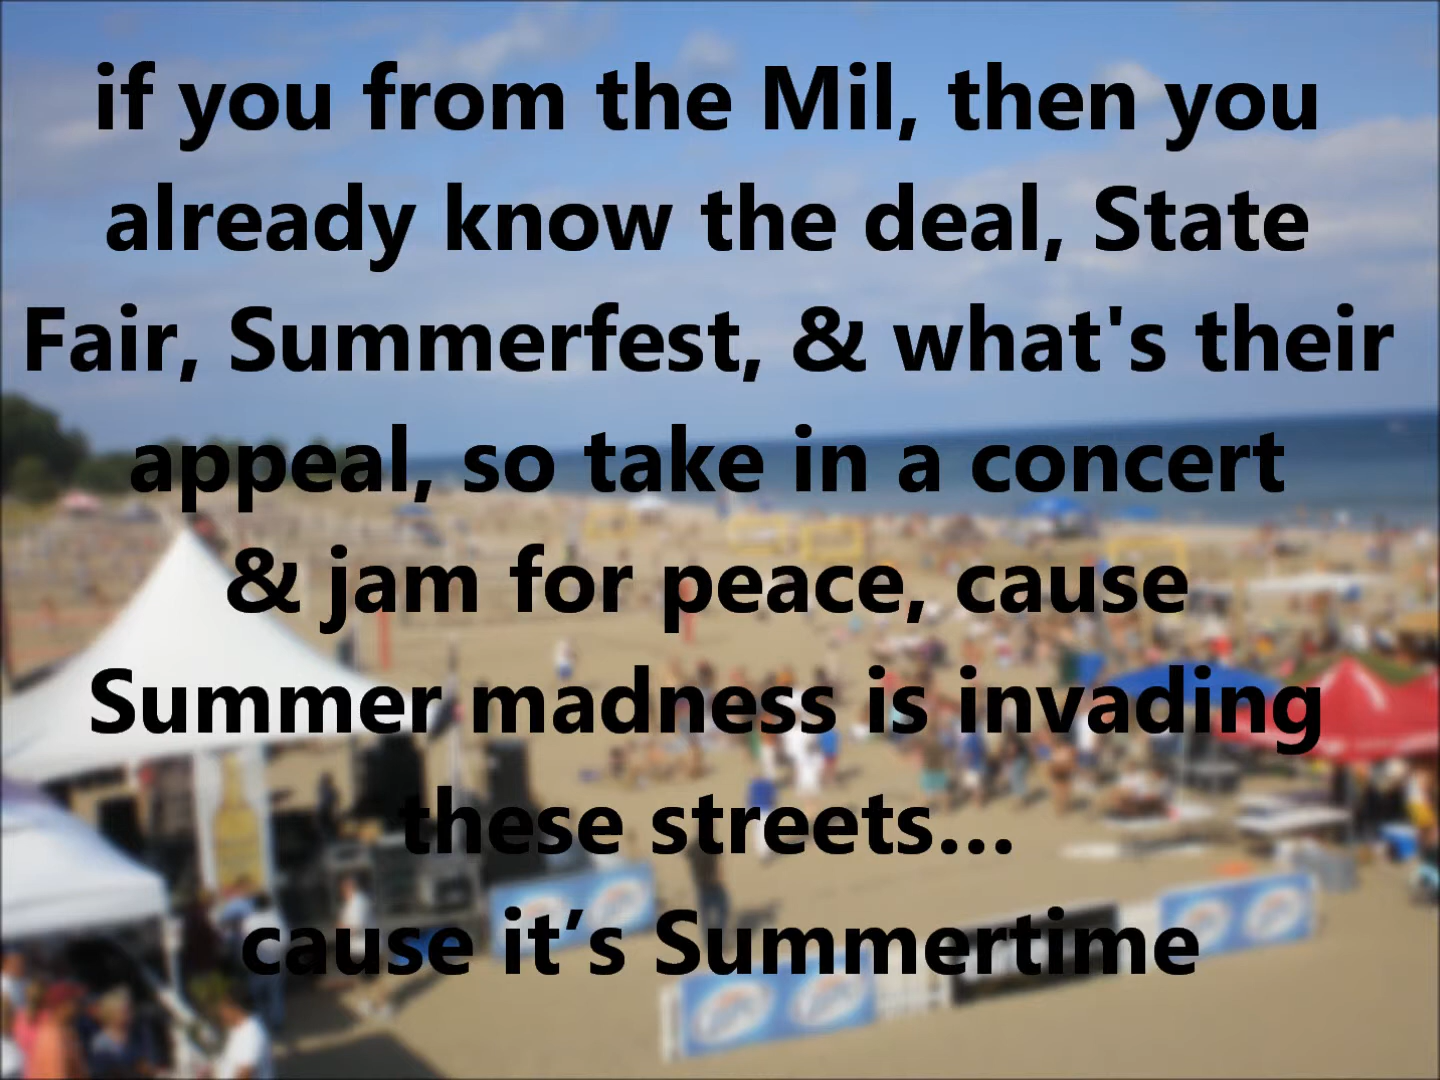 if you from the Mil, then you
already know the deal, State
Fair, Summerfest, & what's their
appeal, so take in a concert
& jam for peace, cause
Summer madness is invading
these streets...
cause it’s Summertime